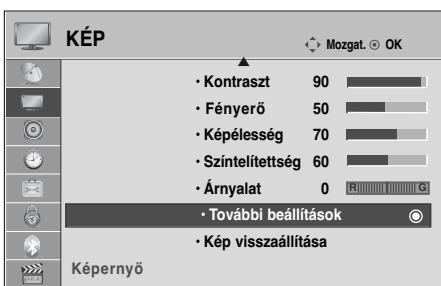 KÉP
Mozgat. OK
• Kontraszt 90
• Fényerő 50
• Képélesség 70
• Színtelítettség 60
• Árnyalat 0 R G
• További beállítások
• Kép visszaállítása
Képernyő